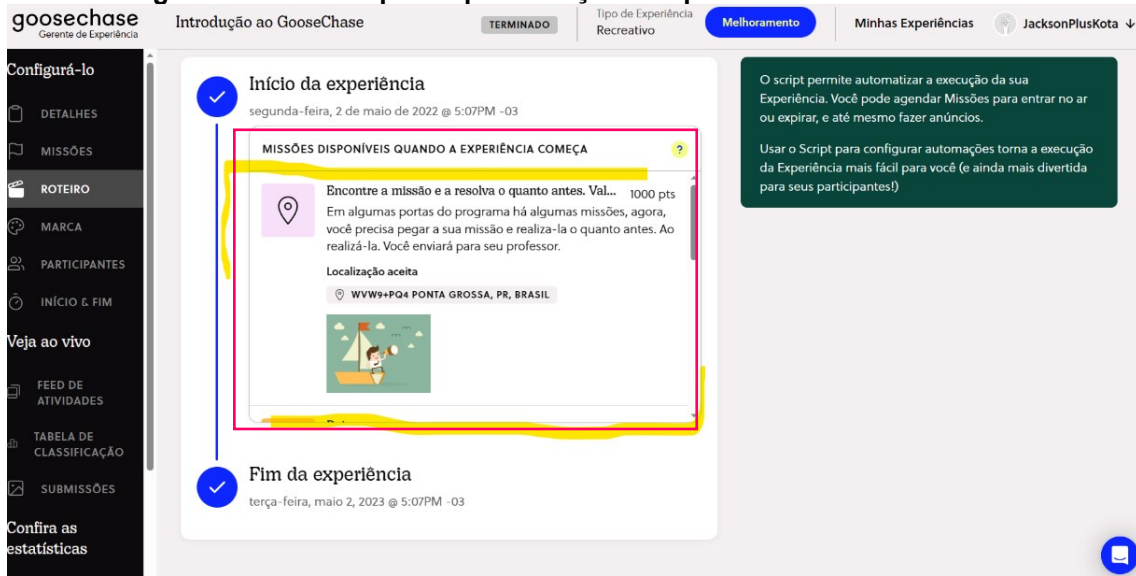 goosechase
Gerente de Experiência
Introdução ao GooseChase
TERMINADO
Tipo de Experiência
Recreativo
Melhoramento
Minhas Experiências
JacksonPlusKota
Configurá-lo
DETALHES
MISSÕES
ROTEIRO
MARCA
PARTICIPANTES
INÍCIO & FIM
Veja ao vivo
FEED DE
ATIVIDADES
TABELA DE
CLASSIFICAÇÃO
SUBMISSÕES
Confira as
estatísticas
Início da experiência
segunda-feira, 2 de maio de 2022 @ 5:07PM -03
MISSÕES DISPONÍVEIS QUANDO A EXPERIÊNCIA COMEÇA ?
Encontre a missão e a resolva o quanto antes. Val... 1000 pts
Em algumas portas do programa há algumas missões, agora,
você precisa pegar a sua missão e realiza-la o quanto antes. Ao
realizá-la. Você enviará para seu professor.
Localização aceita
WVW9+PQ4 PONTA GROSSA, PR, BRASIL
Fim da experiência
terça-feira, maio 2, 2023 @ 5:07PM -03
O script permite automatizar a execução da sua
Experiência. Você pode agendar Missões para entrar no ar
ou expirar, e até mesmo fazer anúncios.
Usar o Script para configurar automações torna a execução
da Experiência mais fácil para você (e ainda mais divertida
para seus participantes!)